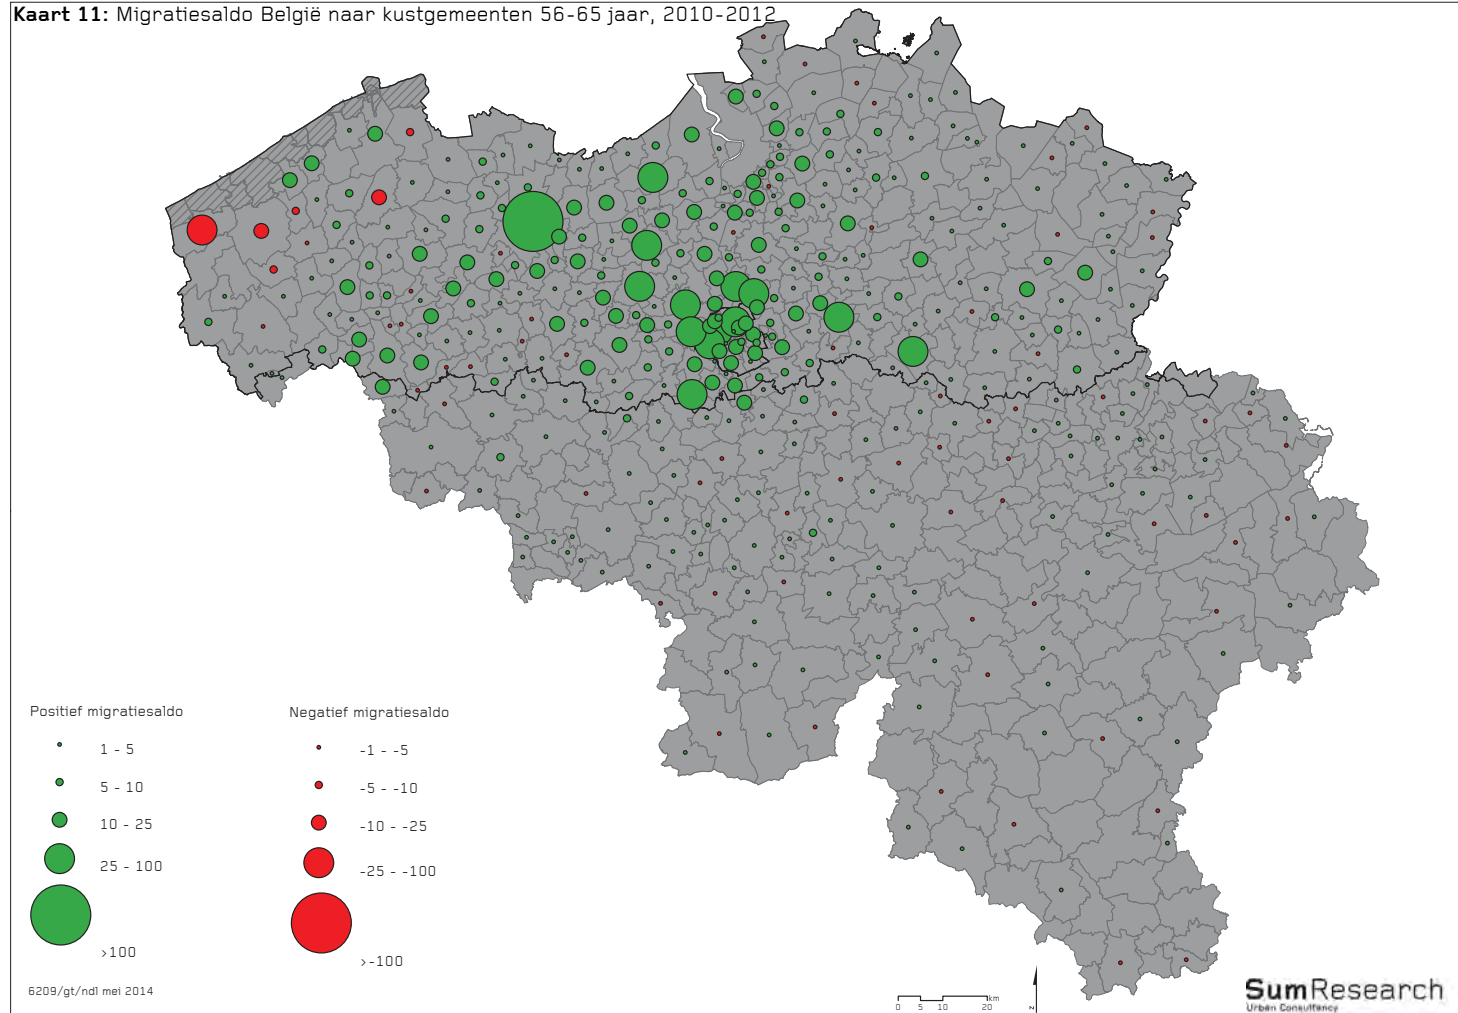 Kaart 11: Migratiesaldo België naar kustgemeenten 56-65 jaar, 2010-2012
Positief migratiesaldo
1 - 5
5 - 10
10 - 25
25 - 100
>100
Negatief migratiesaldo
-1 - -5
-5 - -10
-10 - -25
-25 - -100
>-100
6209/gt/ndl mei 2014
0 5 10 20 km
N
SumResearch
Urban Consultancy